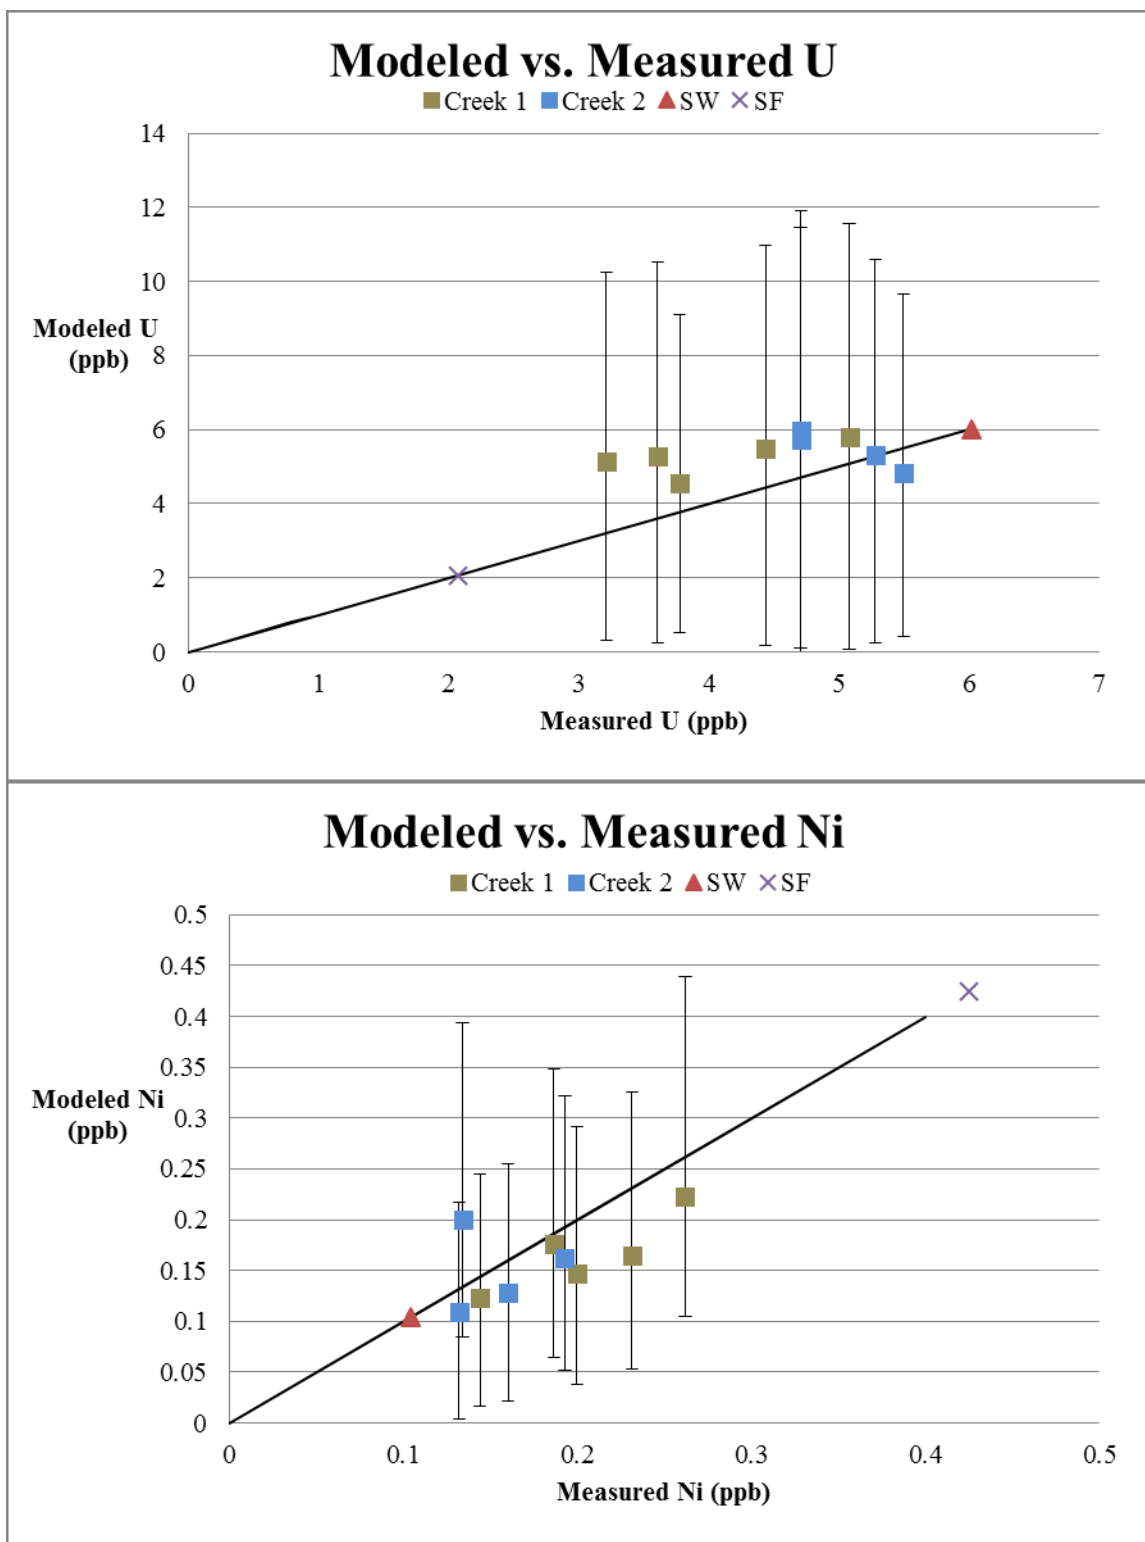 Modeled vs. Measured U
Creek 1 Creek 2 SW SF
14
12
10
Modeled U
(ppb)
8
6
4
2
0
0 1 2 3 4 5 6 7
Measured U (ppb)
Modeled vs. Measured Ni
Creek 1 Creek 2 SW SF
0.5
0.45
0.4
0.35
Modeled Ni
(ppb)
0.3
0.25
0.2
0.15
0.1
0.05
0
0 0.1 0.2 0.3 0.4 0.5
Measured Ni (ppb)